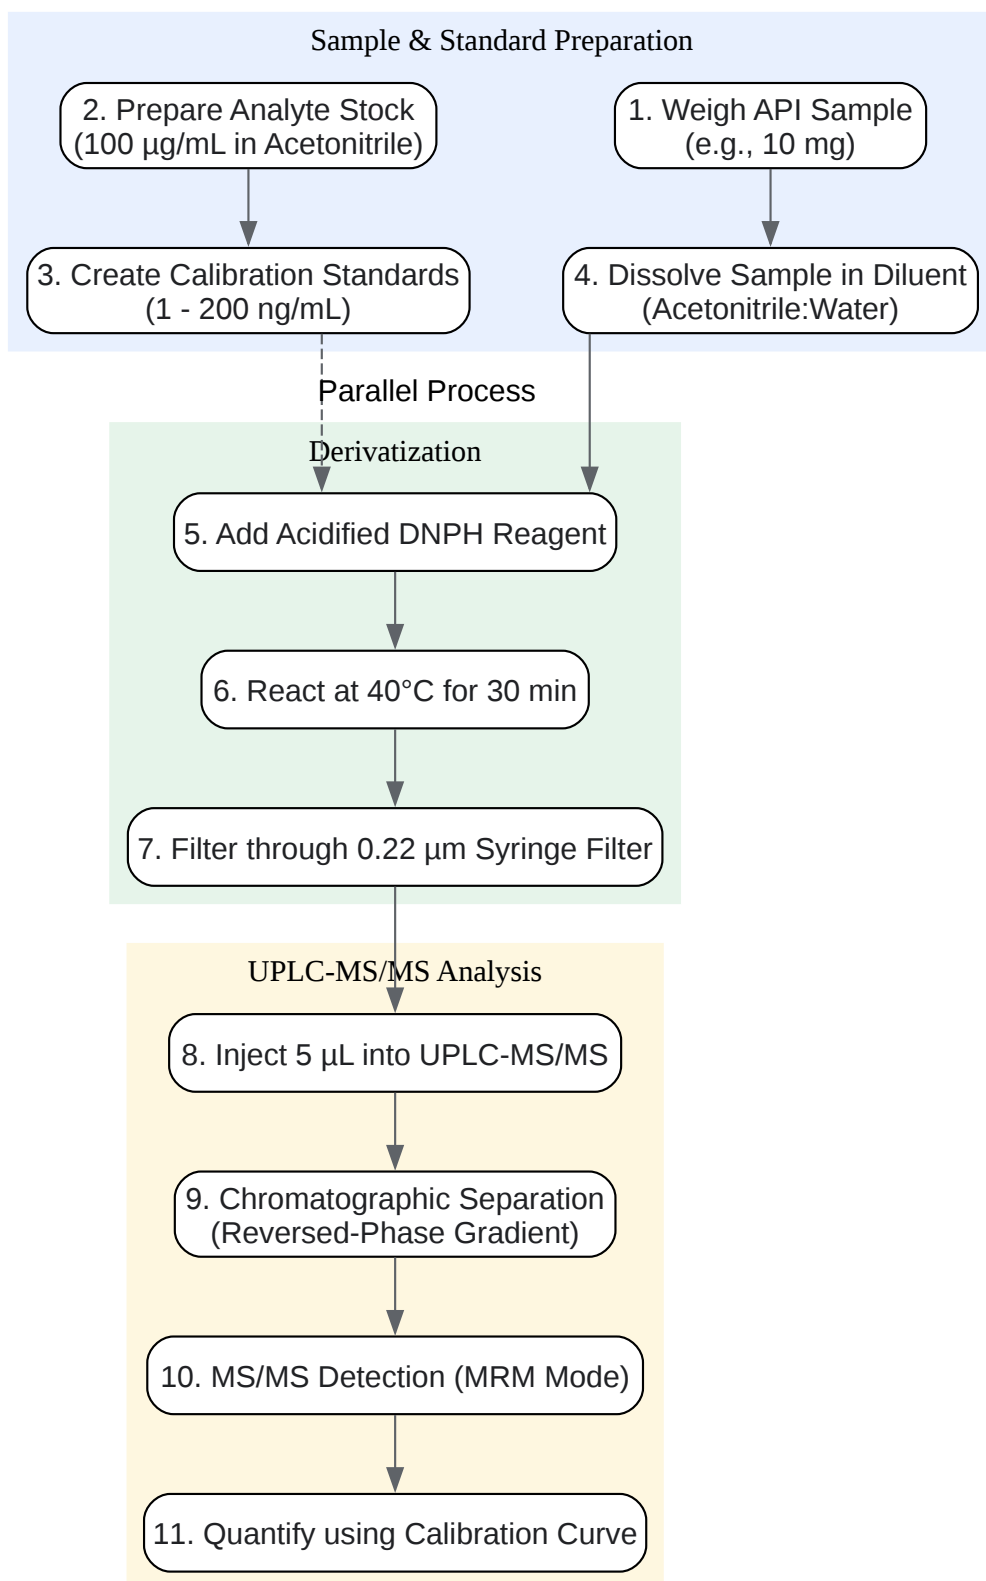 Sample & Standard Preparation
2. Prepare Analyte Stock
(100 µg/mL in Acetonitrile)
1. Weigh API Sample
(e.g., 10 mg)
3. Create Calibration Standards
(1 - 200 ng/mL)
4. Dissolve Sample in Diluent
(Acetonitrile:Water)
Parallel Process
Derivatization
5. Add Acidified DNPH Reagent
6. React at 40°C for 30 min
7. Filter through 0.22 µm Syringe Filter
UPLC-MS/MS Analysis
8. Inject 5 µL into UPLC-MS/MS
9. Chromatographic Separation
(Reversed-Phase Gradient)
10. MS/MS Detection (MRM Mode)
11. Quantify using Calibration Curve